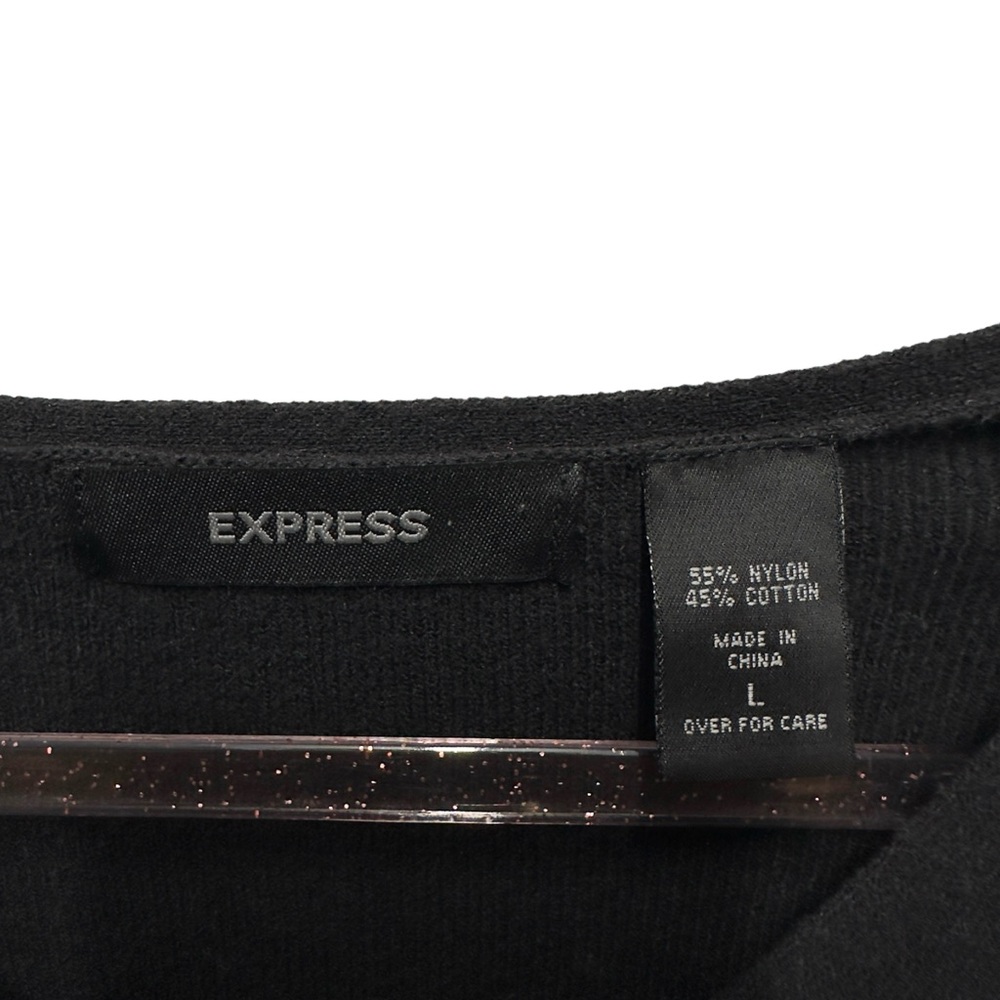 EXPRESS
55% NYLON
45% COTTON
MADE IN
CHINA
L
OVER FOR CARE